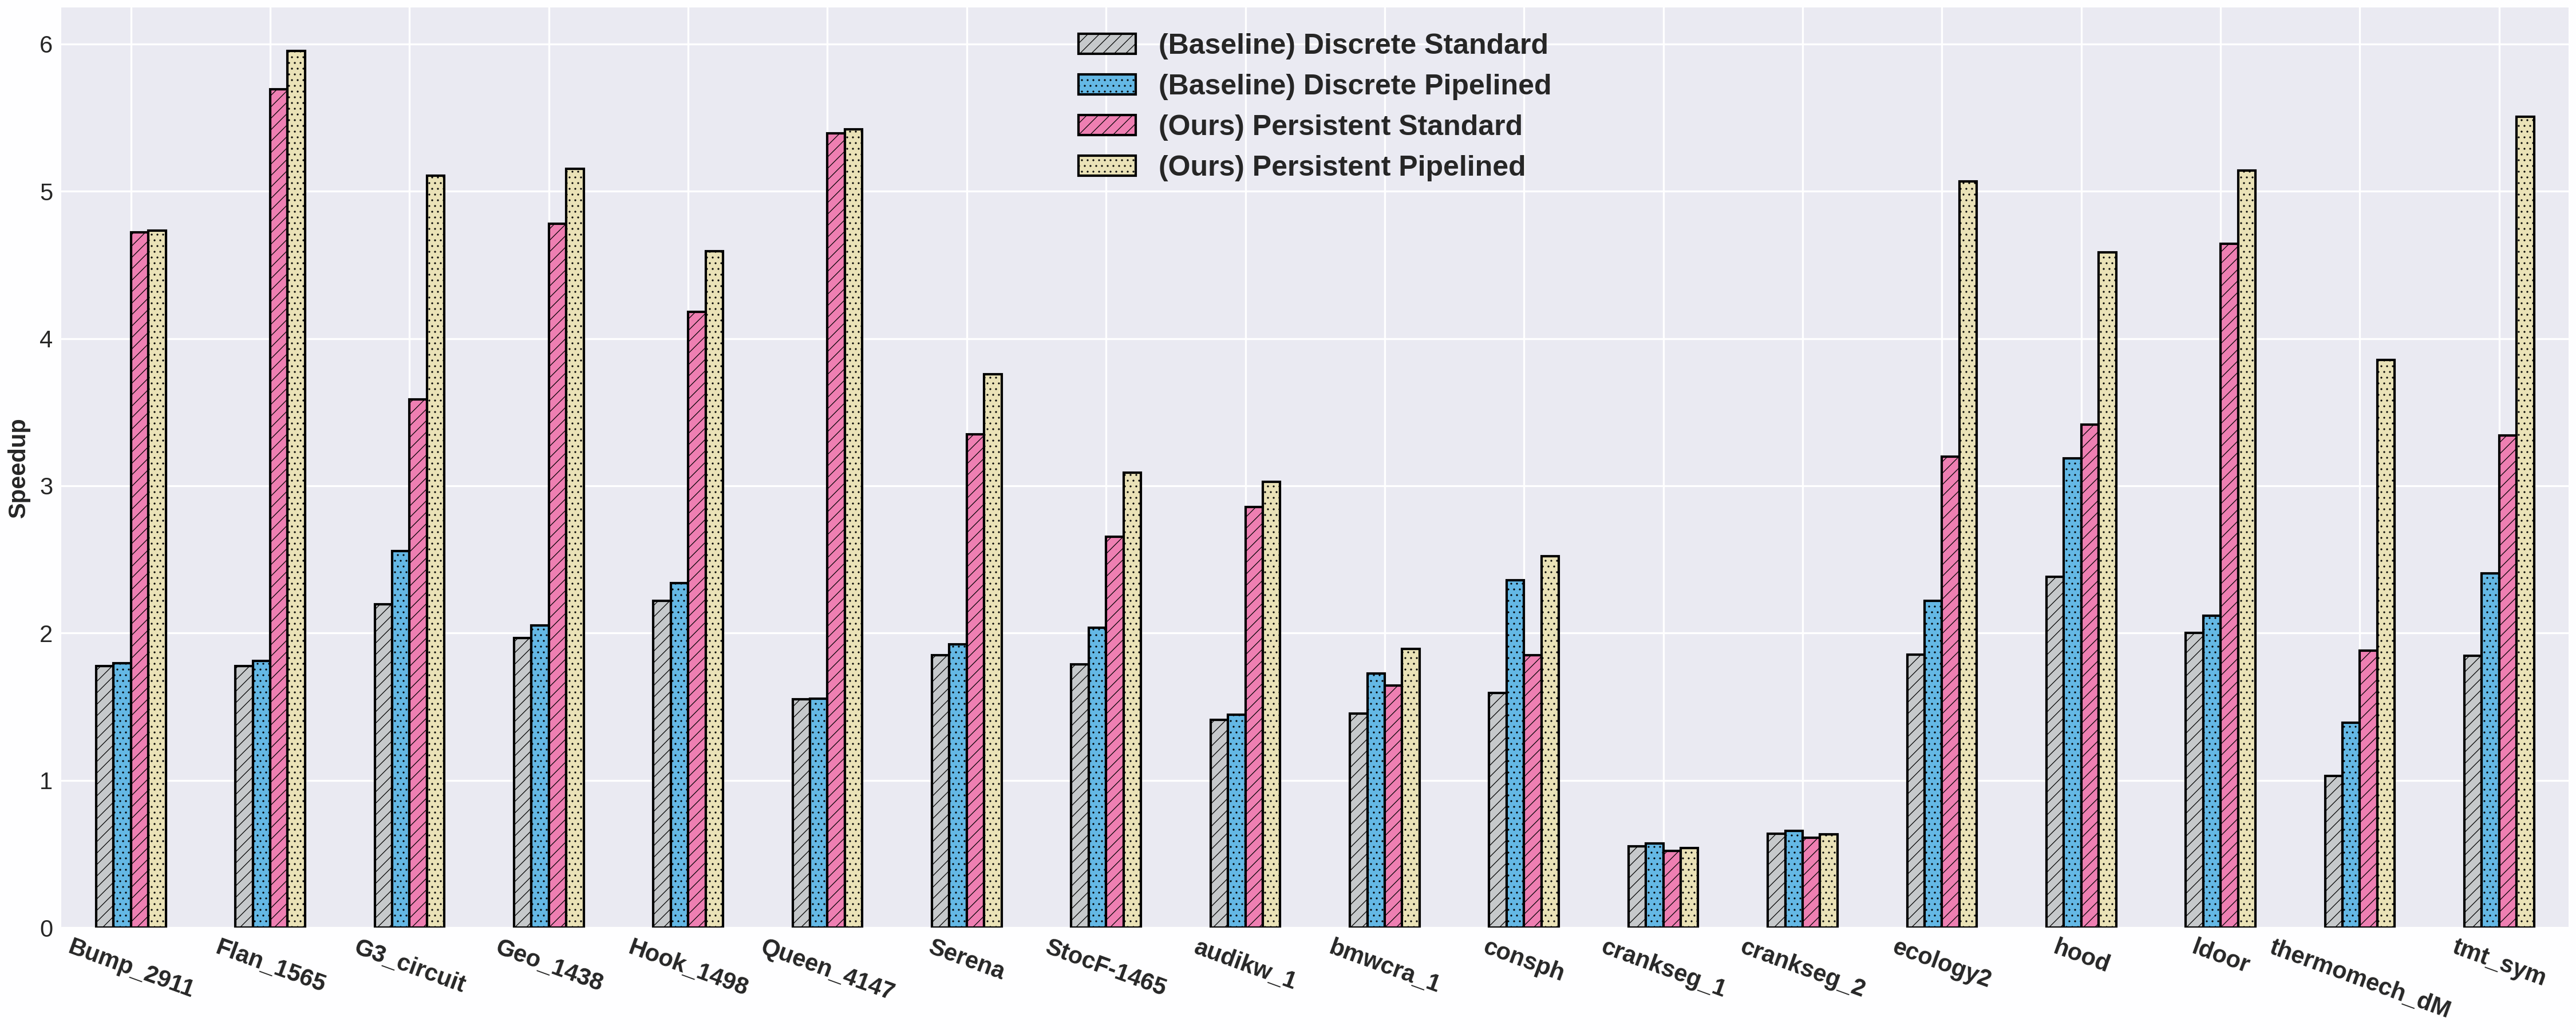 (Baseline) Discrete Standard
(Baseline) Discrete Pipelined
(Ours) Persistent Standard
(Ours) Persistent Pipelined
Speedup
6
5
4
3
2
1
0
Bump_2911
Flan_1565
G3_circuit
Geo_1438
Hook_1498
Queen_4147
Serena
StocF-1465
audikw_1
bmwcra_1
consph
crankseg_1
crankseg_2
ecology2
hood
ldoor
thermomech_dM
tmt_sym